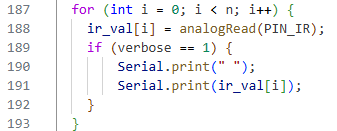 187 for (int i = 0; i < n; i++) {
188 ir_val[i] = analogRead(PIN_IR);
189 if (verbose == 1) {
190 Serial.print(" ");
191 Serial.print(ir_val[i]);
192 }
193 }